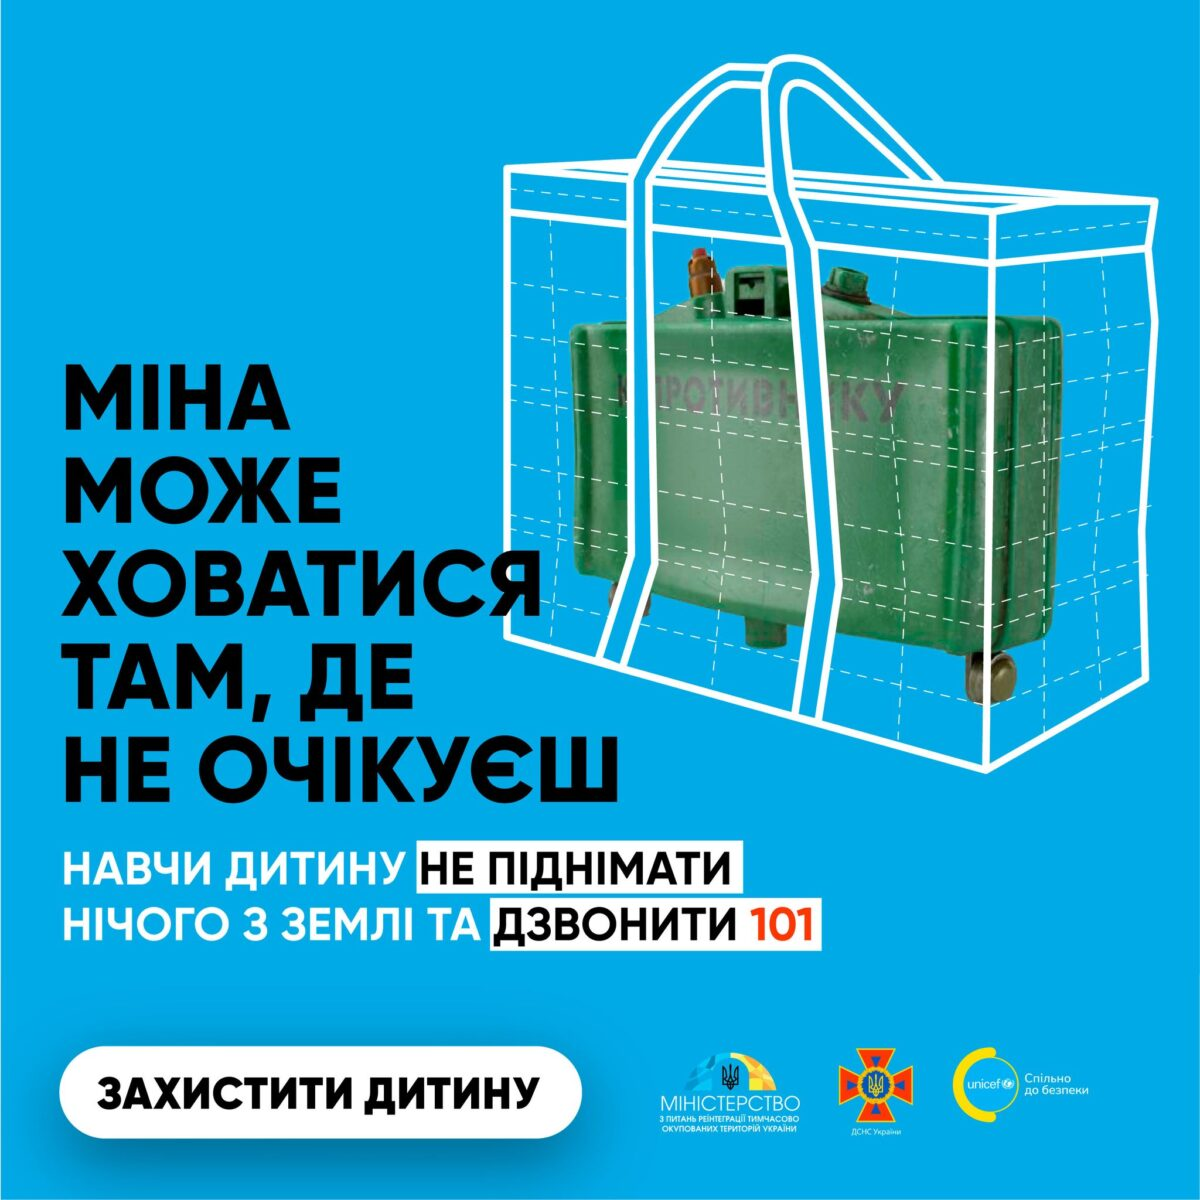 К ПРОТИВНИКУ
МІНА
МОЖЕ
ХОВАТИСЯ
ТАМ, ДЕ
НЕ ОЧІКУЄШ
НАВЧИ ДИТИНУ НЕ ПІДНІМАТИ
НІЧОГО З ЗЕМЛІ ТА ДЗВОНИТИ 101
ЗАХИСТИТИ ДИТИНУ
МІНІСТЕРСТВО
З ПИТАНЬ РЕІНТЕГРАЦІЇ ТИМЧАСОВО
ОКУПОВАНИХ ТЕРИТОРІЙ УКРАЇНИ
ДСНС України
unicef
Спільно
до безпеки